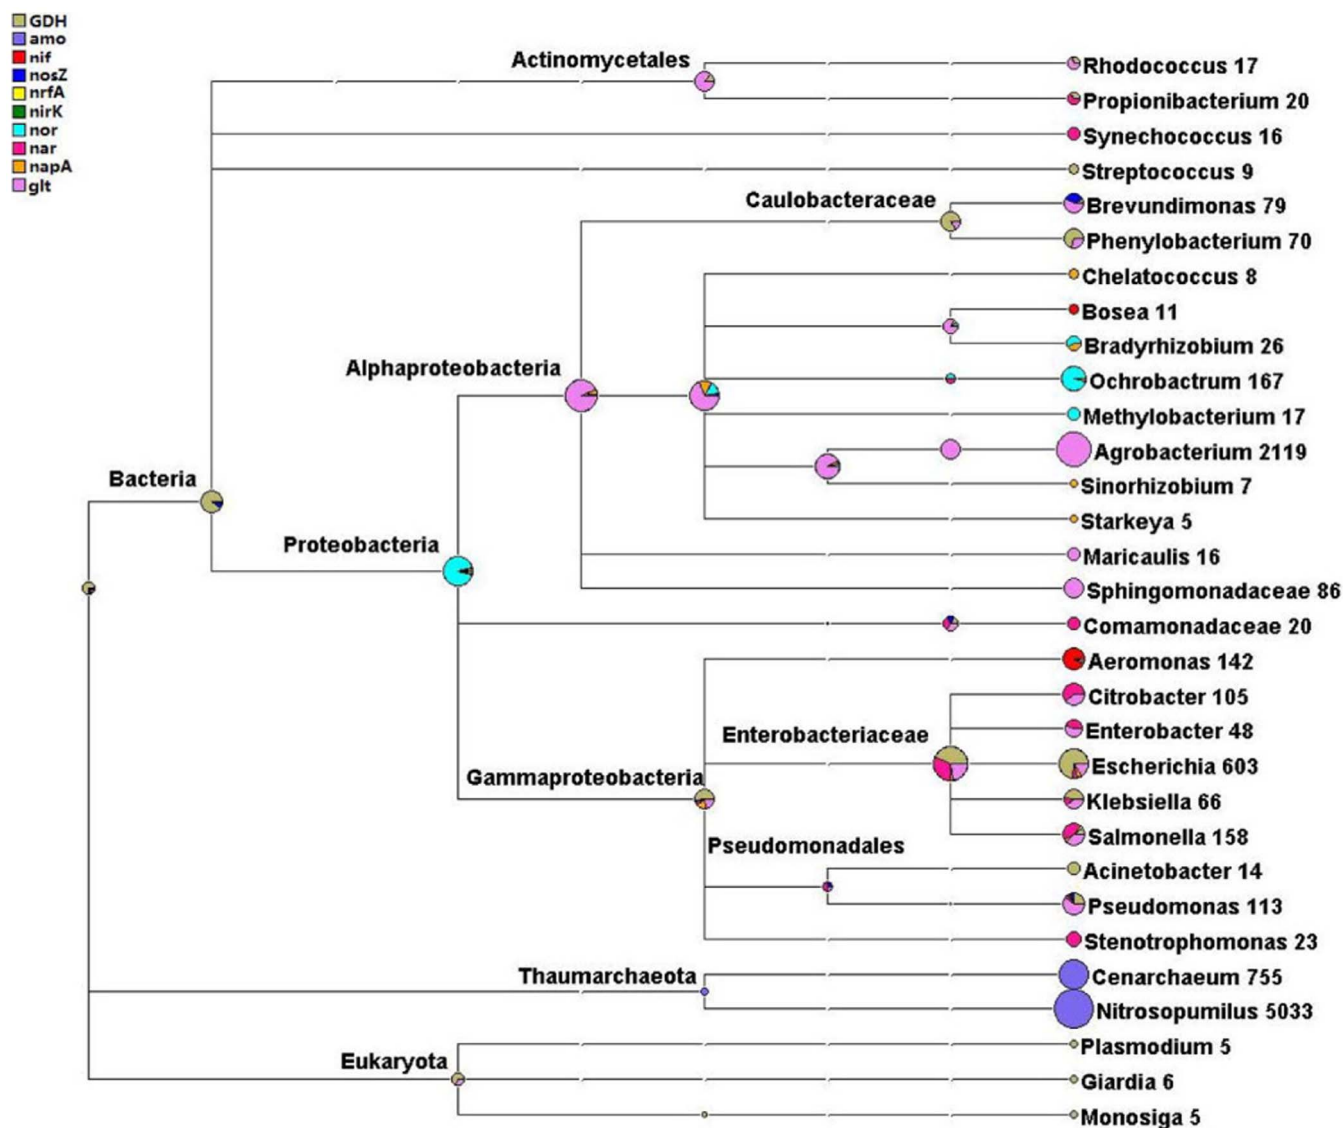 GDH
amo
nif
nosZ
nrfA
nirK
nor
nar
napA
glt
Actinomycetales
Rhodococcus 17
Propionibacterium 20
Synechococcus 16
Streptococcus 9
Caulobacteraceae
Brevundimonas 79
Phenylobacterium 70
Chelatococcus 8
Bosea 11
Bradyrhizobium 26
Alphaproteobacteria
Ochrobactrum 167
Methylobacterium 17
Agrobacterium 2119
Bacteria
Sinorhizobium 7
Starkeya 5
Proteobacteria
Maricaulis 16
Sphingomonadaceae 86
Comamonadaceae 20
Aeromonas 142
Citrobacter 105
Enterobacter 48
Enterobacteriaceae
Escherichia 603
Gammaproteobacteria
Klebsiella 66
Salmonella 158
Pseudomonadales
Acinetobacter 14
Pseudomonas 113
Stenotrophomonas 23
Thaumarchaeota
Cenarchaeum 755
Nitrosopumilus 5033
Plasmodium 5
Eukaryota
Giardia 6
Monosiga 5